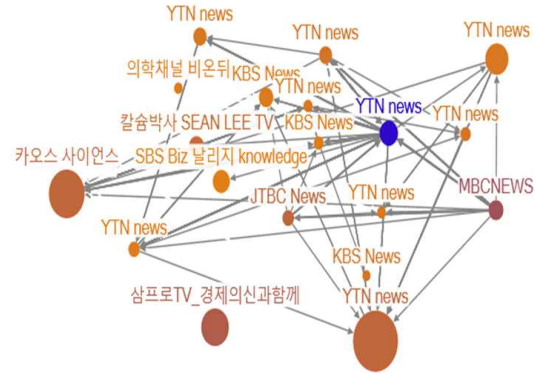 YTN news
YTN news
YTN news
의학채널 비온뒤
KBS News
YTN news
YTN news
YTN news
칼슘박사 SEAN LEE TV
KBS News
카오스 사이언스
SBS Biz 날리지 knowledge
MBCNEWS
JTBC News
YTN news
YTN news
KBS News
YTN news
삼프로TV_경제의신과함께